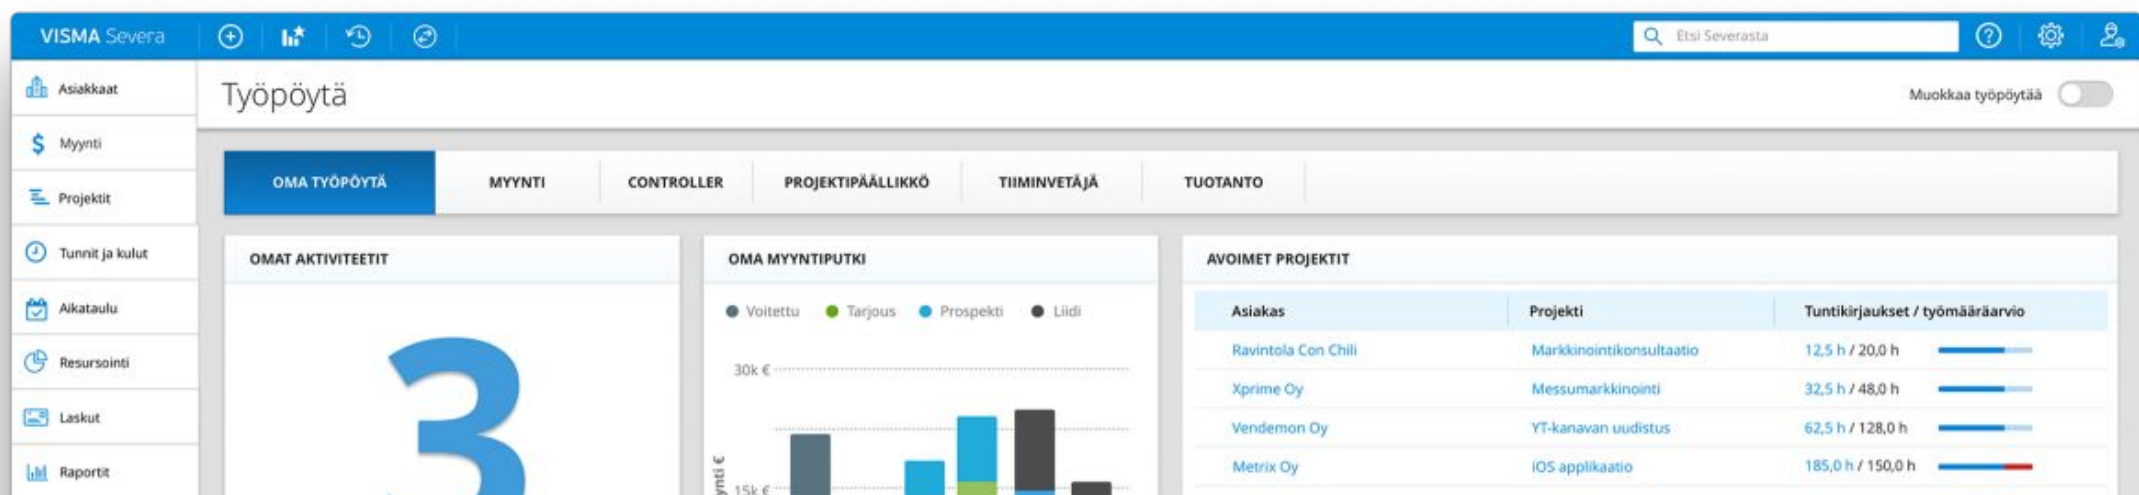 VISMA Severa
Etsi Severasta
Asiakkaat
Myynti
Projektit
Tunnit ja kulut
Aikataulu
Resursointi
Laskut
Raportit
Työpöytä
Muokkaa työpöytää
OMA TYÖPÖYTÄ MYYNTI CONTROLLER PROJEKTIPÄÄLLIKKÖ TIIMINVETÄJÄ TUOTANTO
OMAT AKTIVITEETIT
3
OMA MYYNTIPUTKI
Voitettu Tarjous Prospekti Liidi
30k €
15k €
AVOIMET PROJEKTIT
Asiakas Projekti Tuntikirjaukset / työmääräarvio
Ravintola Con Chili Markkinointikonsultaatio 12,5 h / 20,0 h
Xprime Oy Messumarkkinointi 32,5 h / 48,0 h
Vendemon Oy YT-kanavan uudistus 62,5 h / 128,0 h
Metrix Oy iOS applikaatio 185,0 h / 150,0 h